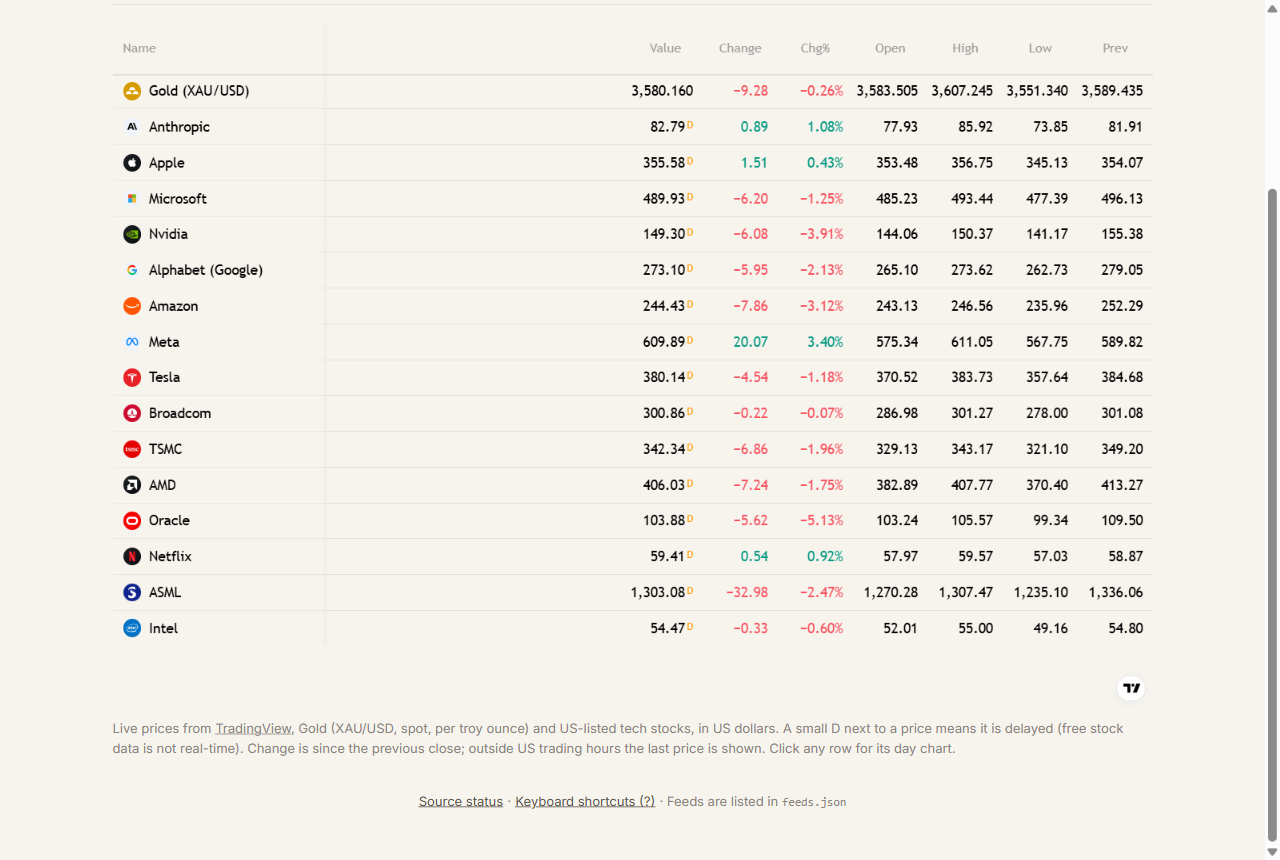 Name Value Change Chg% Open High Low Prev
Gold (XAU/USD) 3,580.160 −9.28 −0.26% 3,583.505 3,607.245 3,551.340 3,589.435
Anthropic 82.79 D 0.89 1.08% 77.93 85.92 73.85 81.91
Apple 355.58 D 1.51 0.43% 353.48 356.75 345.13 354.07
Microsoft 489.93 D −6.20 −1.25% 485.23 493.44 477.39 496.13
Nvidia 149.30 D −6.08 −3.91% 144.06 150.37 141.17 155.38
Alphabet (Google) 273.10 D −5.95 −2.13% 265.10 273.62 262.73 279.05
Amazon 244.43 D −7.86 −3.12% 243.13 246.56 235.96 252.29
Meta 609.89 D 20.07 3.40% 575.34 611.05 567.75 589.82
Tesla 380.14 D −4.54 −1.18% 370.52 383.73 357.64 384.68
Broadcom 300.86 D −0.22 −0.07% 286.98 301.27 278.00 301.08
TSMC 342.34 D −6.86 −1.96% 329.13 343.17 321.10 349.20
AMD 406.03 D −7.24 −1.75% 382.89 407.77 370.40 413.27
Oracle 103.88 D −5.62 −5.13% 103.24 105.57 99.34 109.50
Netflix 59.41 D 0.54 0.92% 57.97 59.57 57.03 58.87
ASML 1,303.08 D −32.98 −2.47% 1,270.28 1,307.47 1,235.10 1,336.06
Intel 54.47 D −0.33 −0.60% 52.01 55.00 49.16 54.80
Live prices from TradingView, Gold (XAU/USD, spot, per troy ounce) and US-listed tech stocks, in US dollars. A small D next to a price means it is delayed (free stock
data is not real-time). Change is since the previous close; outside US trading hours the last price is shown. Click any row for its day chart.
Source status · Keyboard shortcuts (?) · Feeds are listed in feeds.json